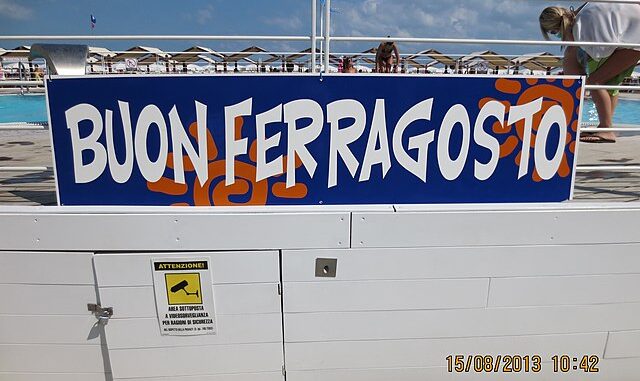 BUON FERRAGOSTO
ATTENZIONE!
AREA SOTTOPOSTA
A VIDEOSORVEGLIANZA
PER RAGIONI DI SICUREZZA
15/08/2013 10:42